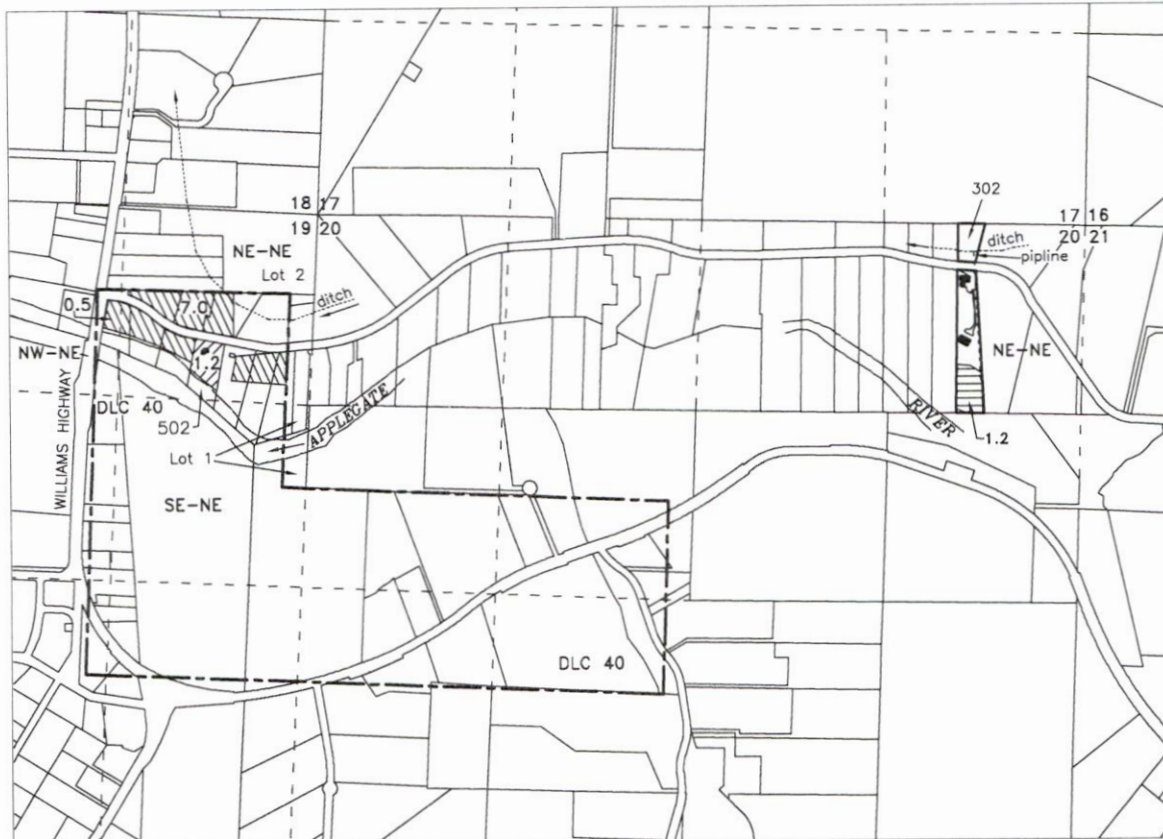 302
18 17
17 16
19 20
20 21
NE-NE
ditch
pipline
Lot 2
0.5
7.0
ditch
NW-NE
1.2
NE-NE
DLC 40
502
APPLEGATE
RIVER
1.2
Lot 1
WILLIAMS HIGHWAY
SE-NE
DLC 40